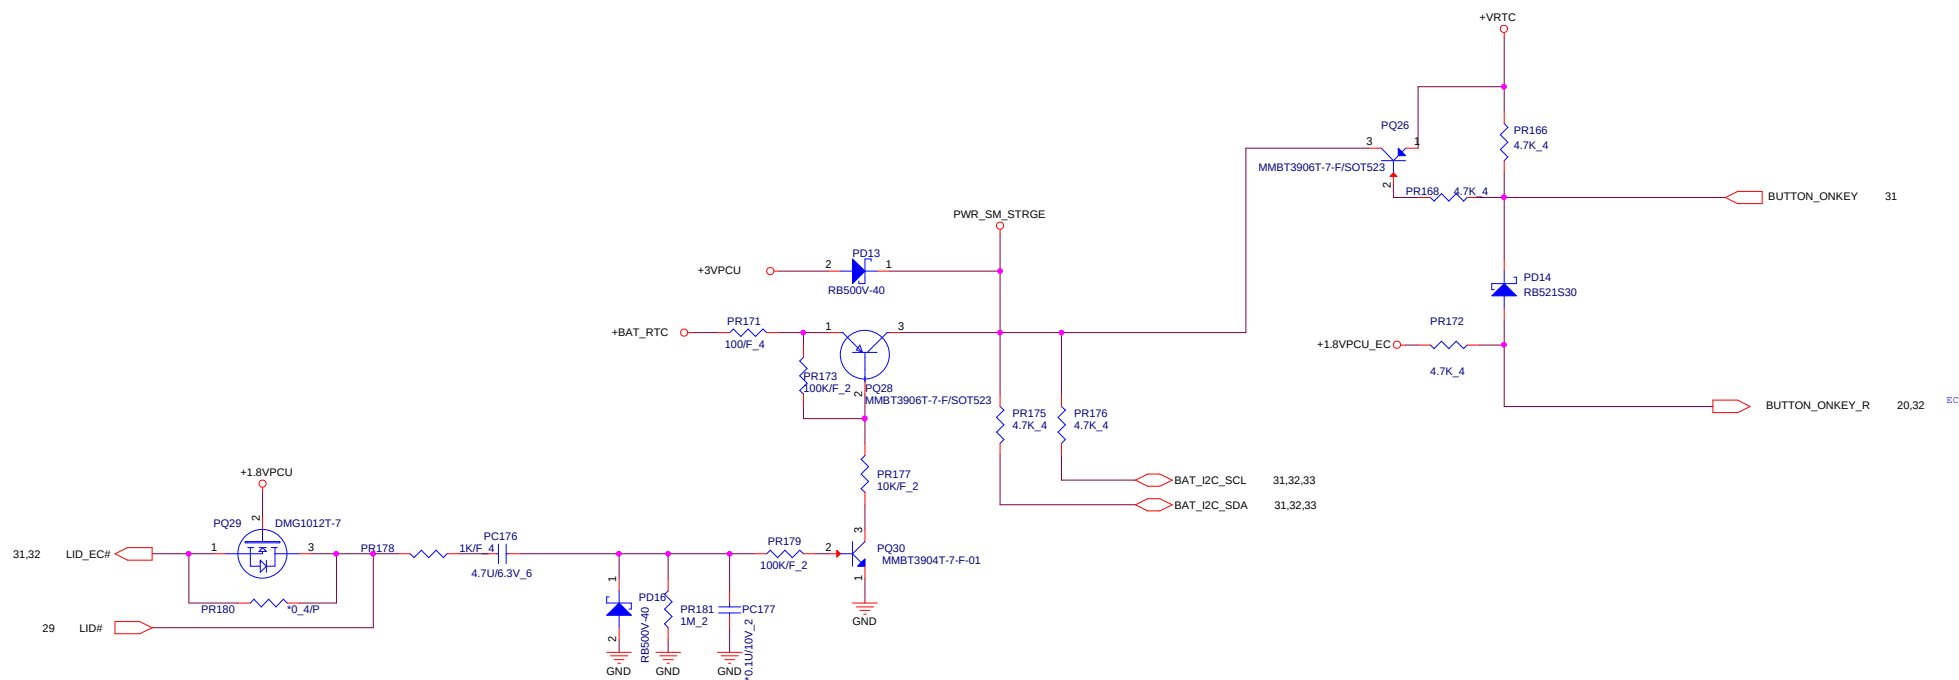 +VRTC
PQ26
3
1
PR166
4.7K_4
MMBT3906T-7-F/SOT523
2
PR168
4.7K_4
BUTTON_ONKEY
31
PWR_SM_STRGE
PD13
+3VPCU
2
1
RB500V-40
PD14
RB521S30
PR171
+BAT_RTC
1
3
100/F_4
PR172
+1.8VPCU_EC
4.7K_4
PR173
100K/F_2
2
PQ28
MMBT3906T-7-F/SOT523
BUTTON_ONKEY_R
20,32
EC
PR175
4.7K_4
PR176
4.7K_4
PR177
10K/F_2
+1.8VPCU
BAT_I2C_SCL
31,32,33
BAT_I2C_SDA
31,32,33
2
PQ29
DMG1012T-7
31,32
LID_EC#
1
3
PR178
1K/F_4
PC176
4.7U/6.3V_6
PR179
100K/F_2
2
3
PQ30
MMBT3904T-7-F-01
1
PR180
*0_4/P
29
LID#
1
PD16
2
RB500V-40
PR181
1M_2
PC177
*0.1U/10V_2
GND
GND
GND
GND